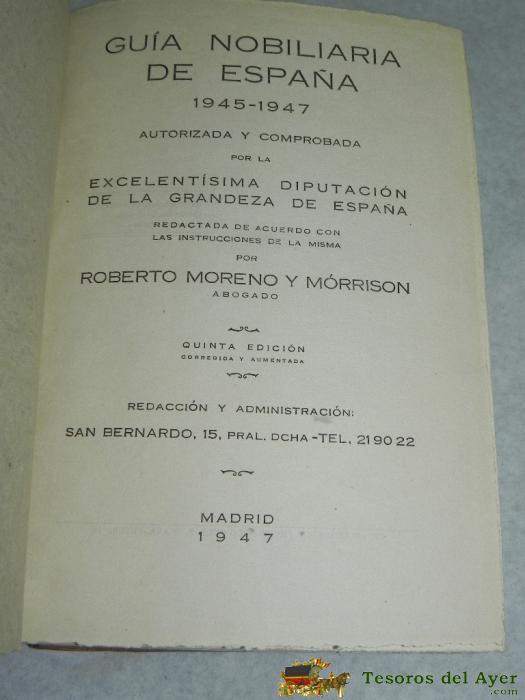 GUÍA NOBILIARIA
DE ESPAÑA
1945-1947
AUTORIZADA Y COMPROBADA
POR LA
EXCELENTÍSIMA DIPUTACIÓN
DE LA GRANDEZA DE ESPAÑA
REDACTADA DE ACUERDO CON
LAS INSTRUCCIONES DE LA MISMA
POR
ROBERTO MORENO Y MÓRRISON
ABOGADO
QUINTA EDICIÓN
CORREGIDA Y AUMENTADA
REDACCIÓN Y ADMINISTRACIÓN:
SAN BERNARDO, 15, PRAL. DCHA-TEL. 219022
MADRID
1947
Tesoros del Ayer
.com